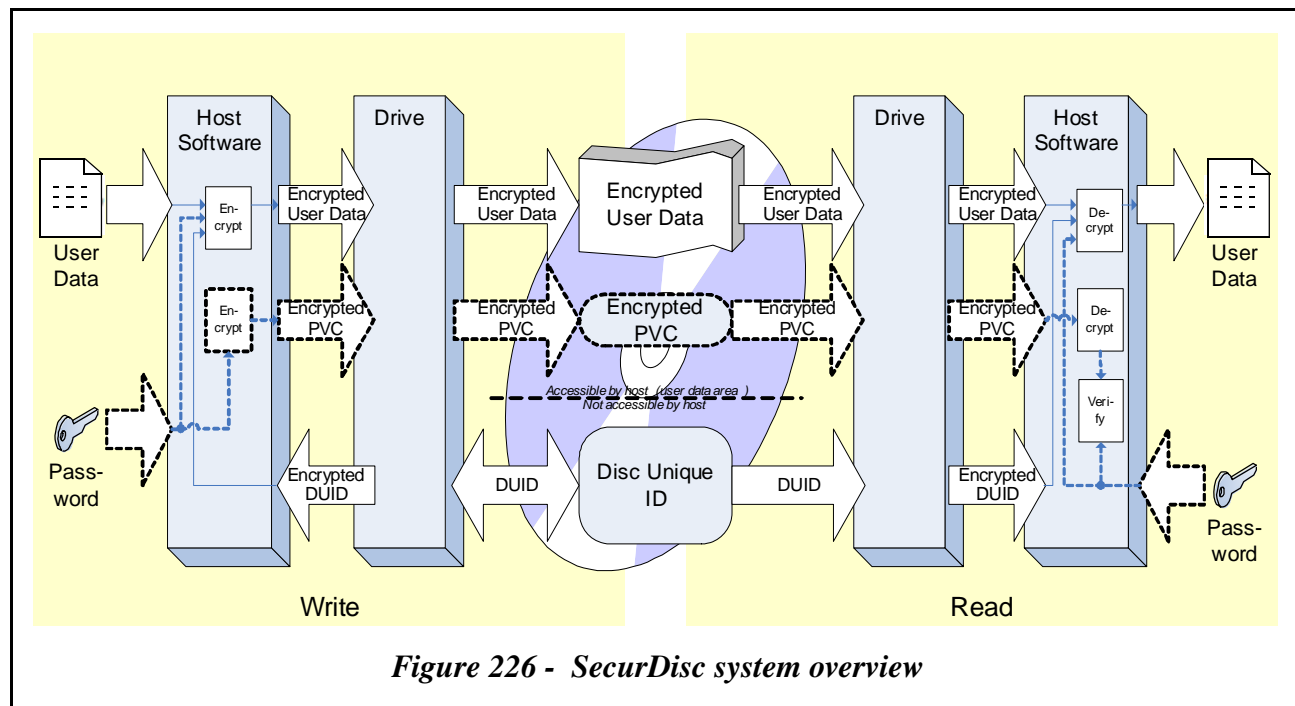 Host
Software
Drive
Drive
Host
Software
User
Data
En-
crypt
Encrypted
User Data
Encrypted
User Data
Encrypted
User Data
Encrypted
User Data
Encrypted
User Data
De-
crypt
User
Data
En-
crypt
Encrypted
PVC
Encrypted
PVC
Encrypted
PVC
Encrypted
PVC
Encrypted
PVC
De-
crypt
Accessible by host (user data area )
Not accessible by host
Veri-
fy
Pass-
word
Encrypted
DUID
DUID
Disc Unique
ID
DUID
Encrypted
DUID
Pass-
word
Write
Read
Figure 226 - SecurDisc system overview